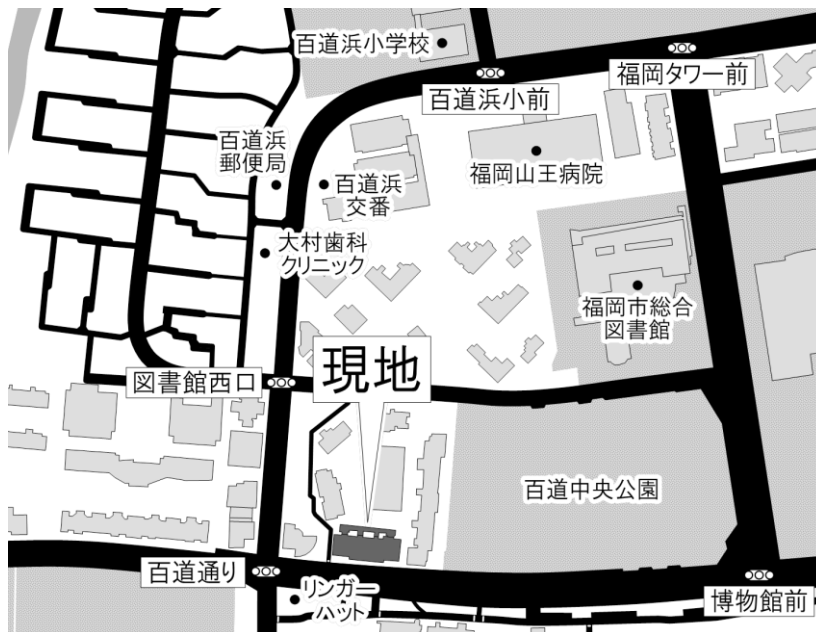 百道浜小学校
福岡タワー前
百道浜小前
百道浜
郵便局
百道浜
交番
福岡山王病院
大村歯科
クリニック
福岡市総合
図書館
図書館西口
現地
百道中央公園
百道通り
リンガー
ハット
博物館前